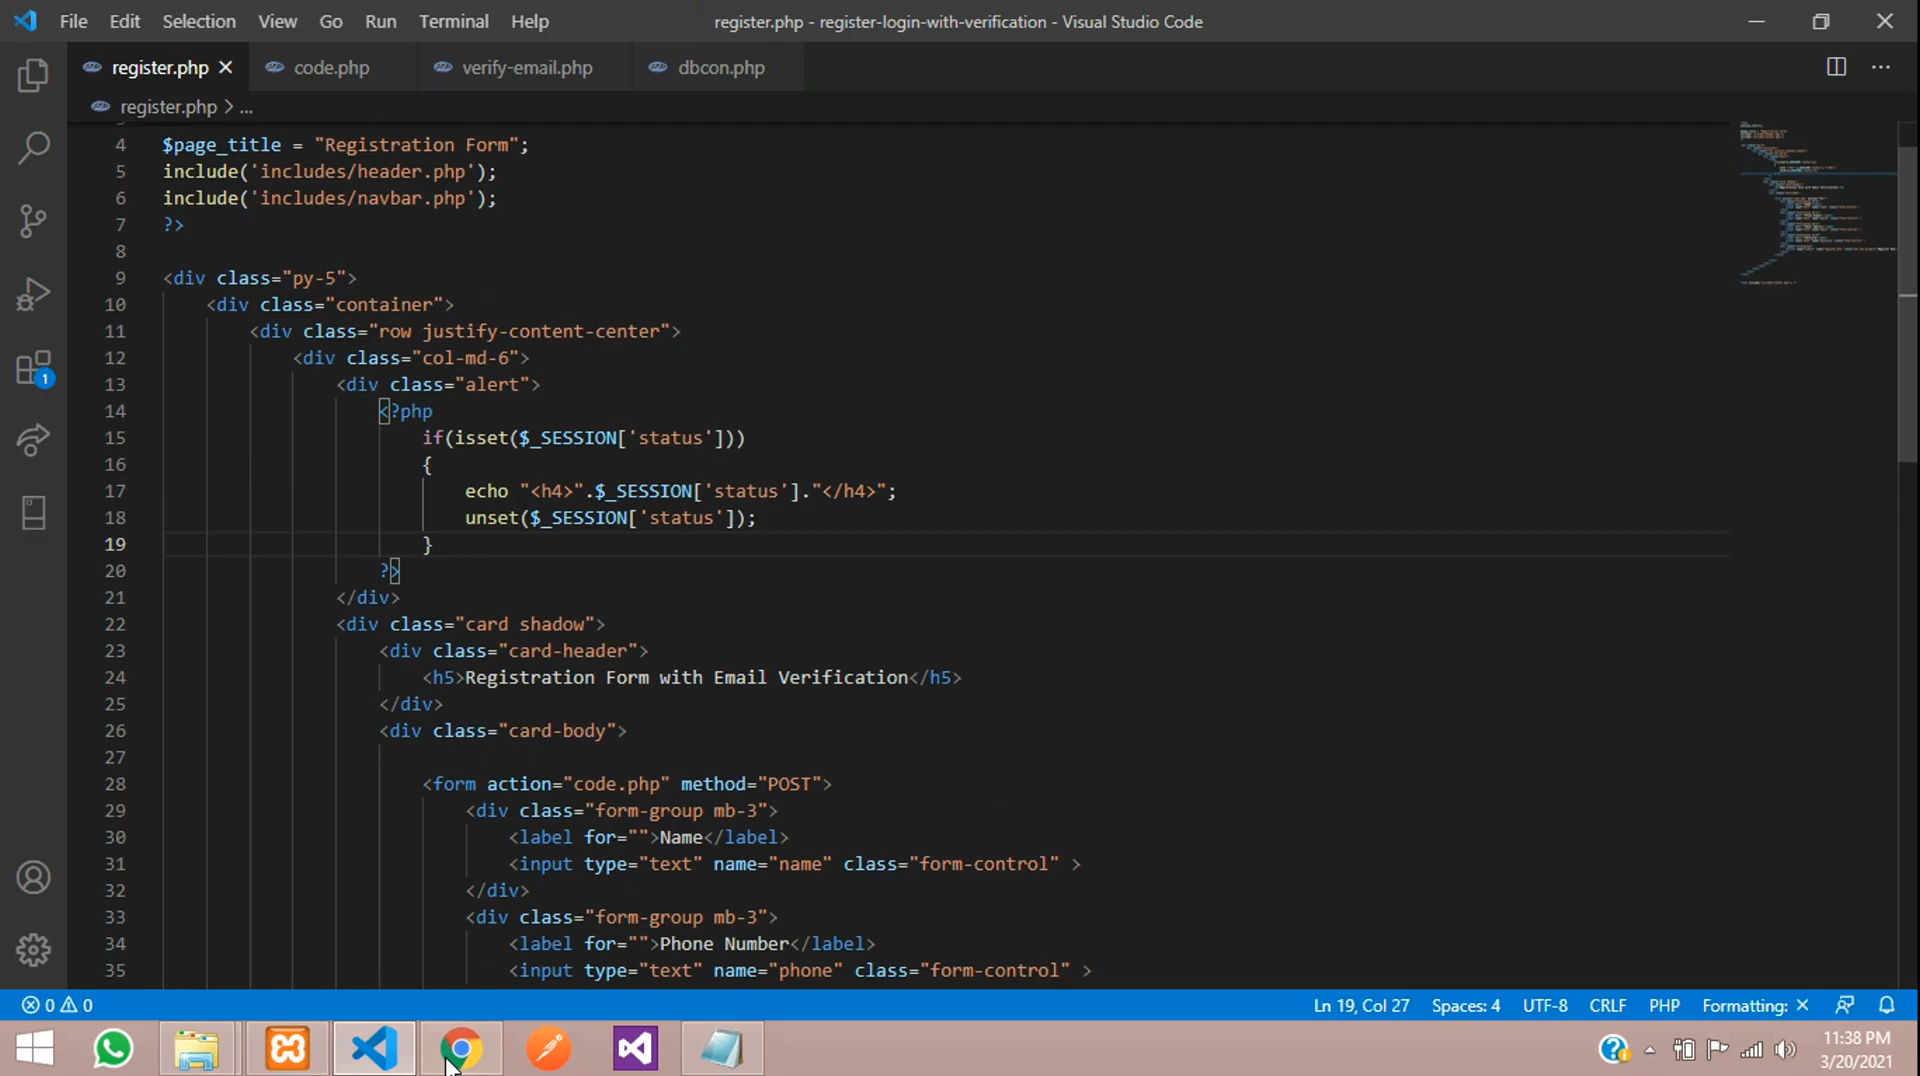 File Edit Selection View Go Run Terminal Help register.php - register-login-with-verification - Visual Studio Code
register.php code.php verify-email.php dbcon.php
register.php > ...
4 $page_title = "Registration Form";
5 include('includes/header.php');
6 include('includes/navbar.php');
7 ?>
8
9 <div class="py-5">
10 <div class="container">
11 <div class="row justify-content-center">
12 <div class="col-md-6">
13 <div class="alert">
14 <?php
15 if(isset($_SESSION['status']))
16 {
17 echo "<h4>".$_SESSION['status']."</h4>";
18 unset($_SESSION['status']);
19 }
20 ?>
21 </div>
22 <div class="card shadow">
23 <div class="card-header">
24 <h5>Registration Form with Email Verification</h5>
25 </div>
26 <div class="card-body">
27
28 <form action="code.php" method="POST">
29 <div class="form-group mb-3">
30 <label for="">Name</label>
31 <input type="text" name="name" class="form-control" >
32 </div>
33 <div class="form-group mb-3">
34 <label for="">Phone Number</label>
35 <input type="text" name="phone" class="form-control" >
1
0 0 Ln 19, Col 27 Spaces: 4 UTF-8 CRLF PHP Formatting: ×
11:38 PM
3/20/2021